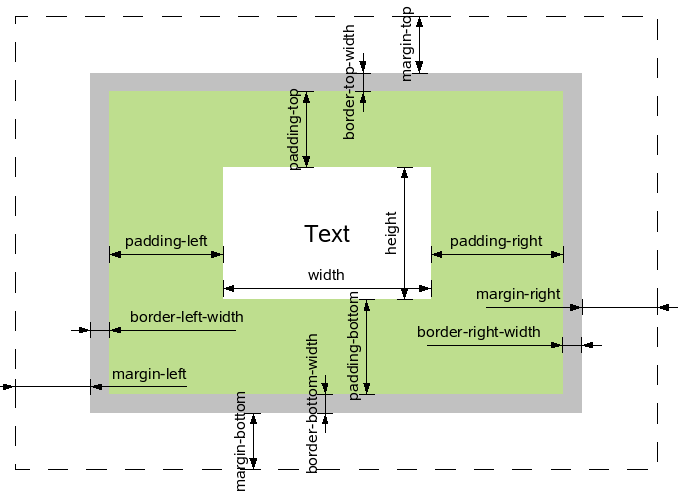 margin-top
border-top-width
padding-top
Text
height
padding-left
padding-right
width
margin-right
border-left-width
border-right-width
padding-bottom
margin-left
border-bottom-width
margin-bottom